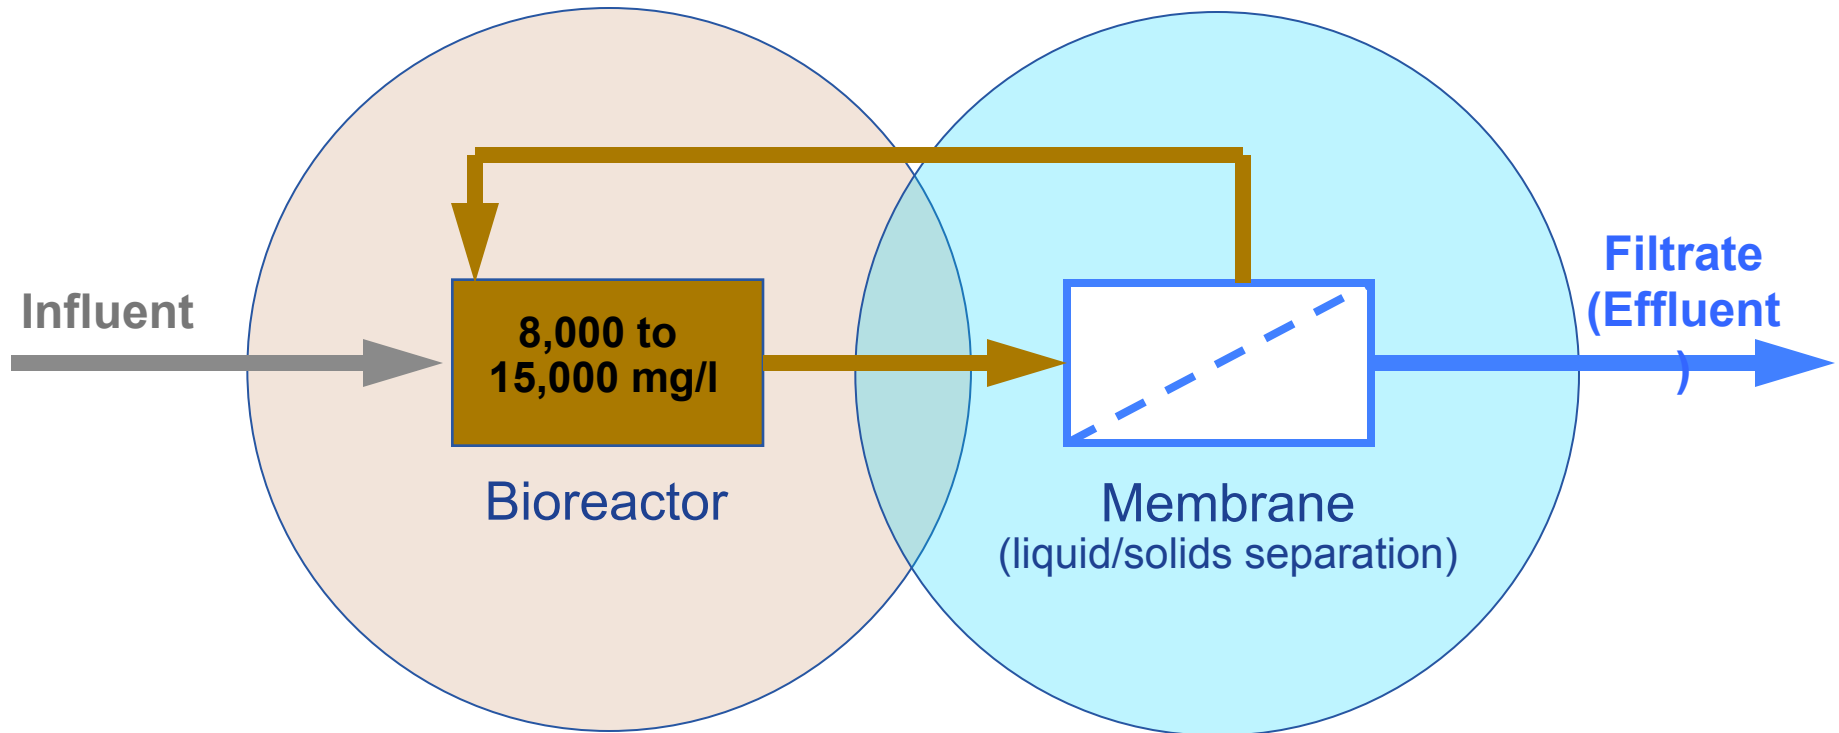 Influent
8,000 to
15,000 mg/l
Bioreactor
Membrane
(liquid/solids separation)
Filtrate
(Effluent
)